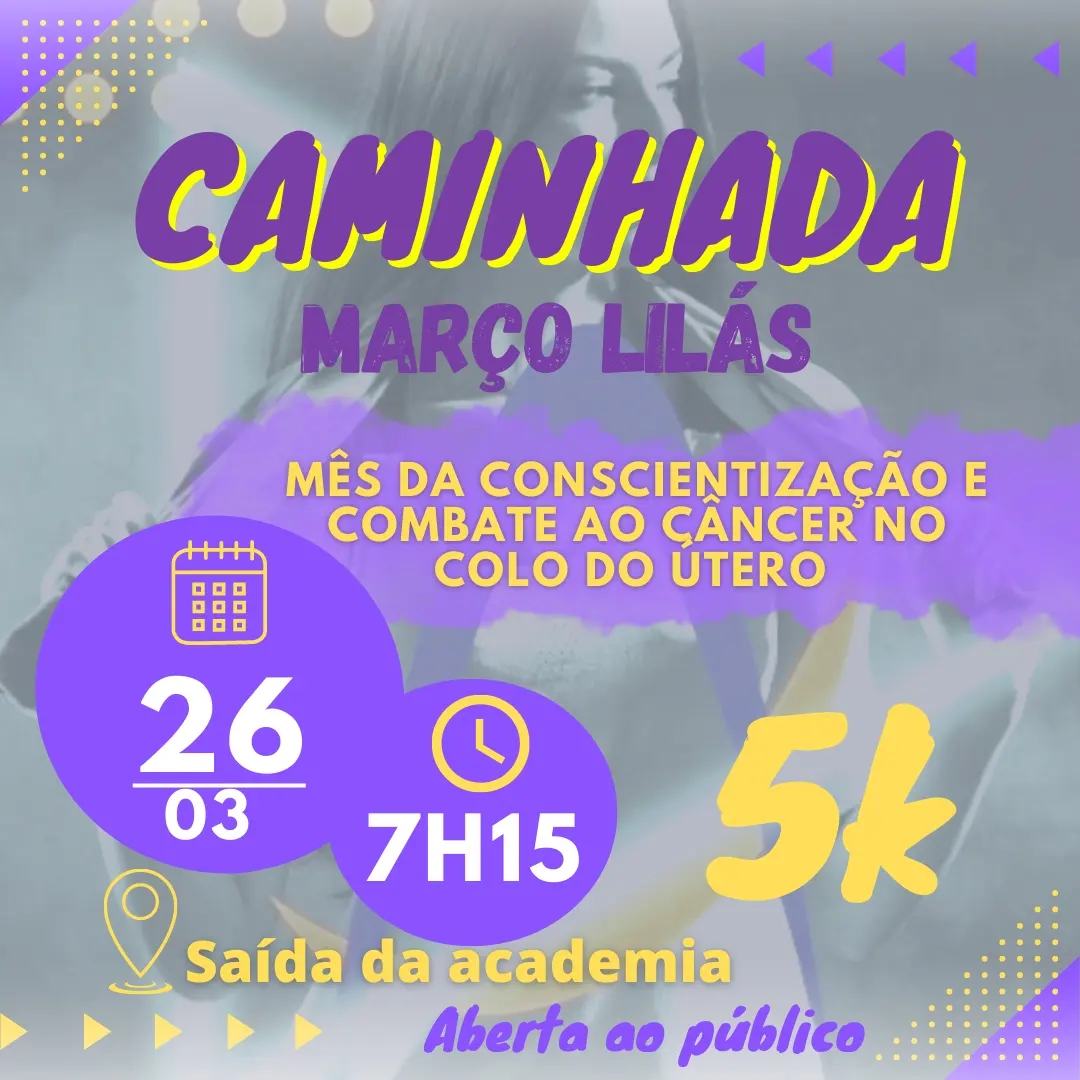 CAMINHADA
MARÇO LILÁS
MÊS DA CONSCIENTIZAÇÃO E
COMBATE AO CÂNCER NO
COLO DO ÚTERO
26
03
7H15
5k
Saída da academia
Aberta ao público